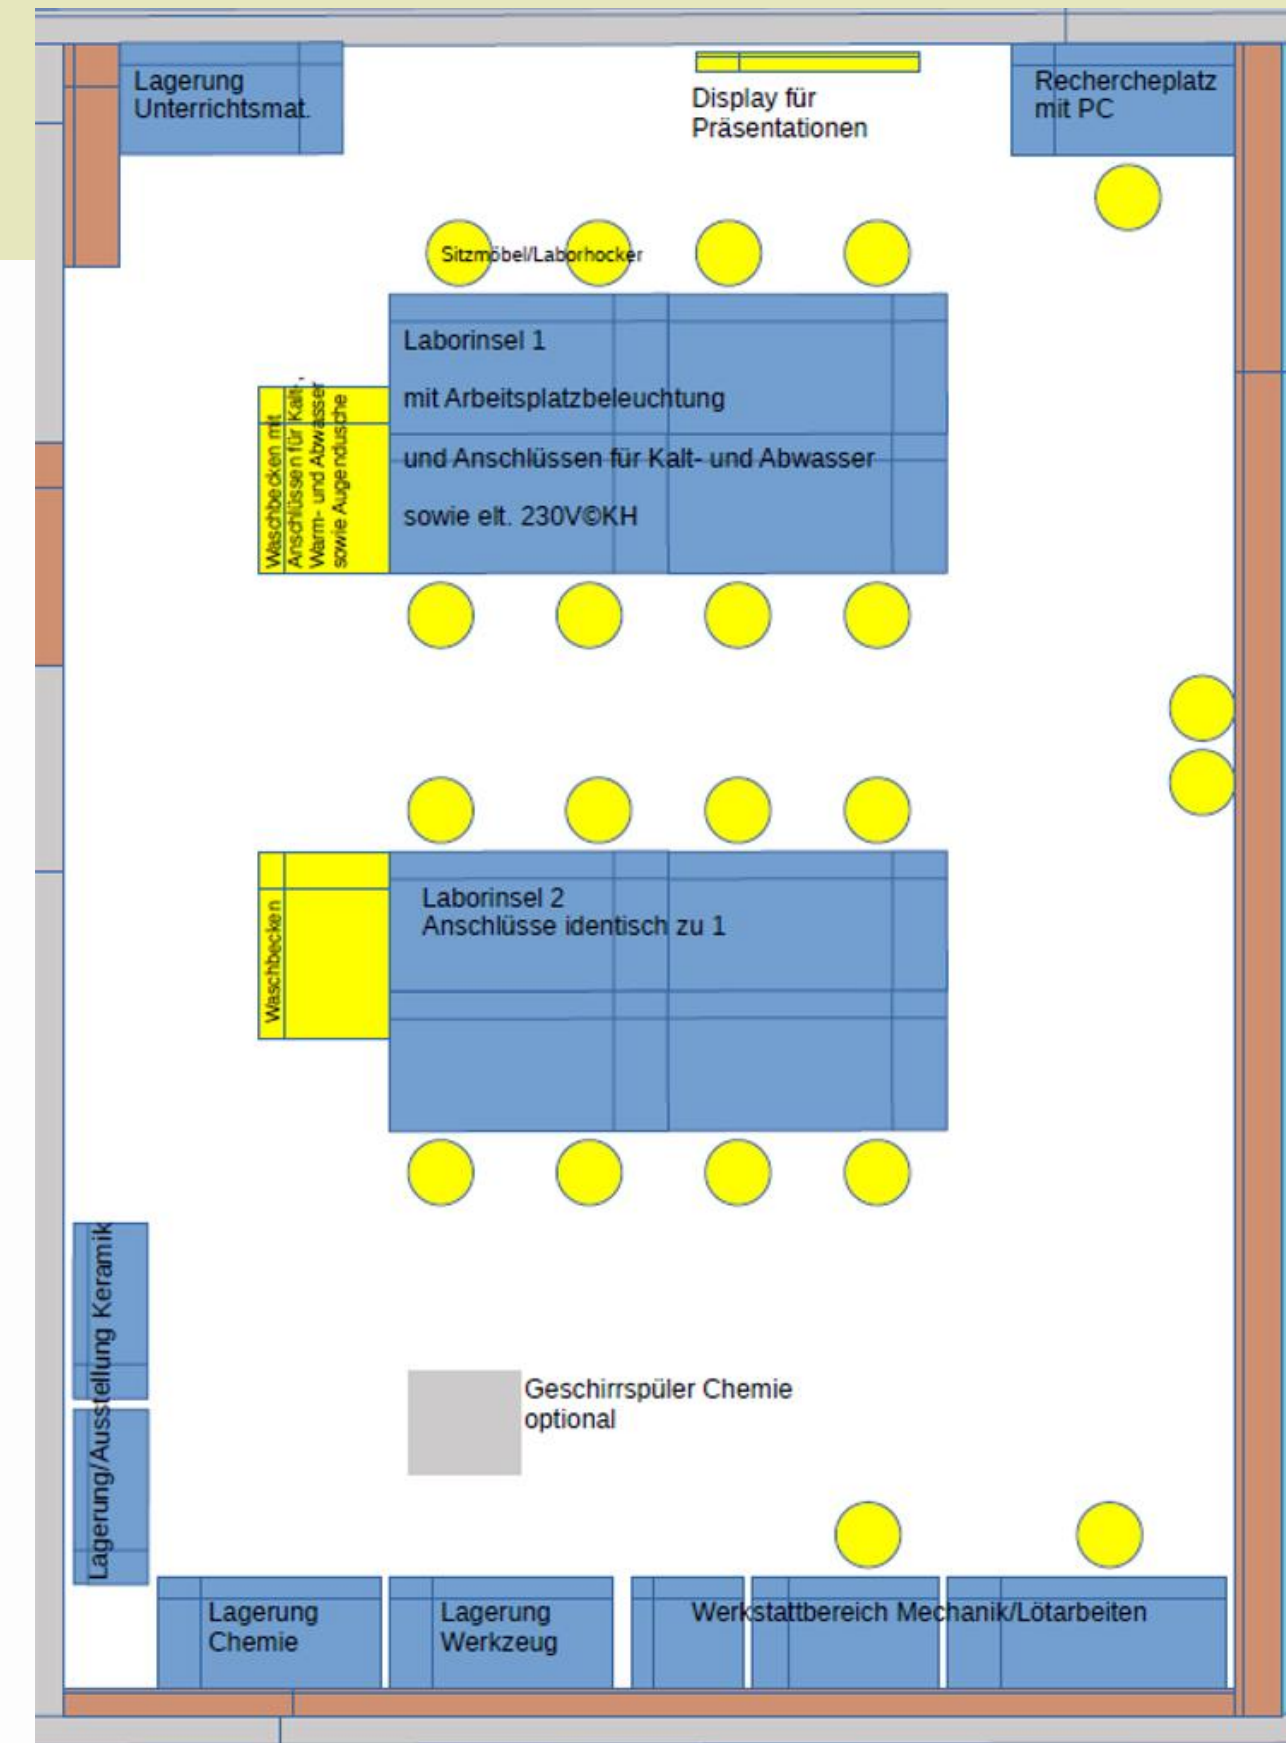 Lagerung
Unterrichtsmat.
Display für
Präsentationen
Rechercheplatz
mit PC
Sitzmöbel/Laborhocker
Laborinsel 1
mit Arbeitsplatzbeleuchtung
und Anschlüssen für Kalt- und Abwasser
sowie elt. 230V©KH
Waschbecken mit
Anschlüssen für Kalt-,
Warm- und Abwasser
sowie Augendusche
Laborinsel 2
Anschlüsse identisch zu 1
Waschbecken
Lagerung/Ausstellung Keramik
Geschirrspüler Chemie
optional
Lagerung
Chemie
Lagerung
Werkzeug
Werkstattbereich Mechanik/Lötarbeiten